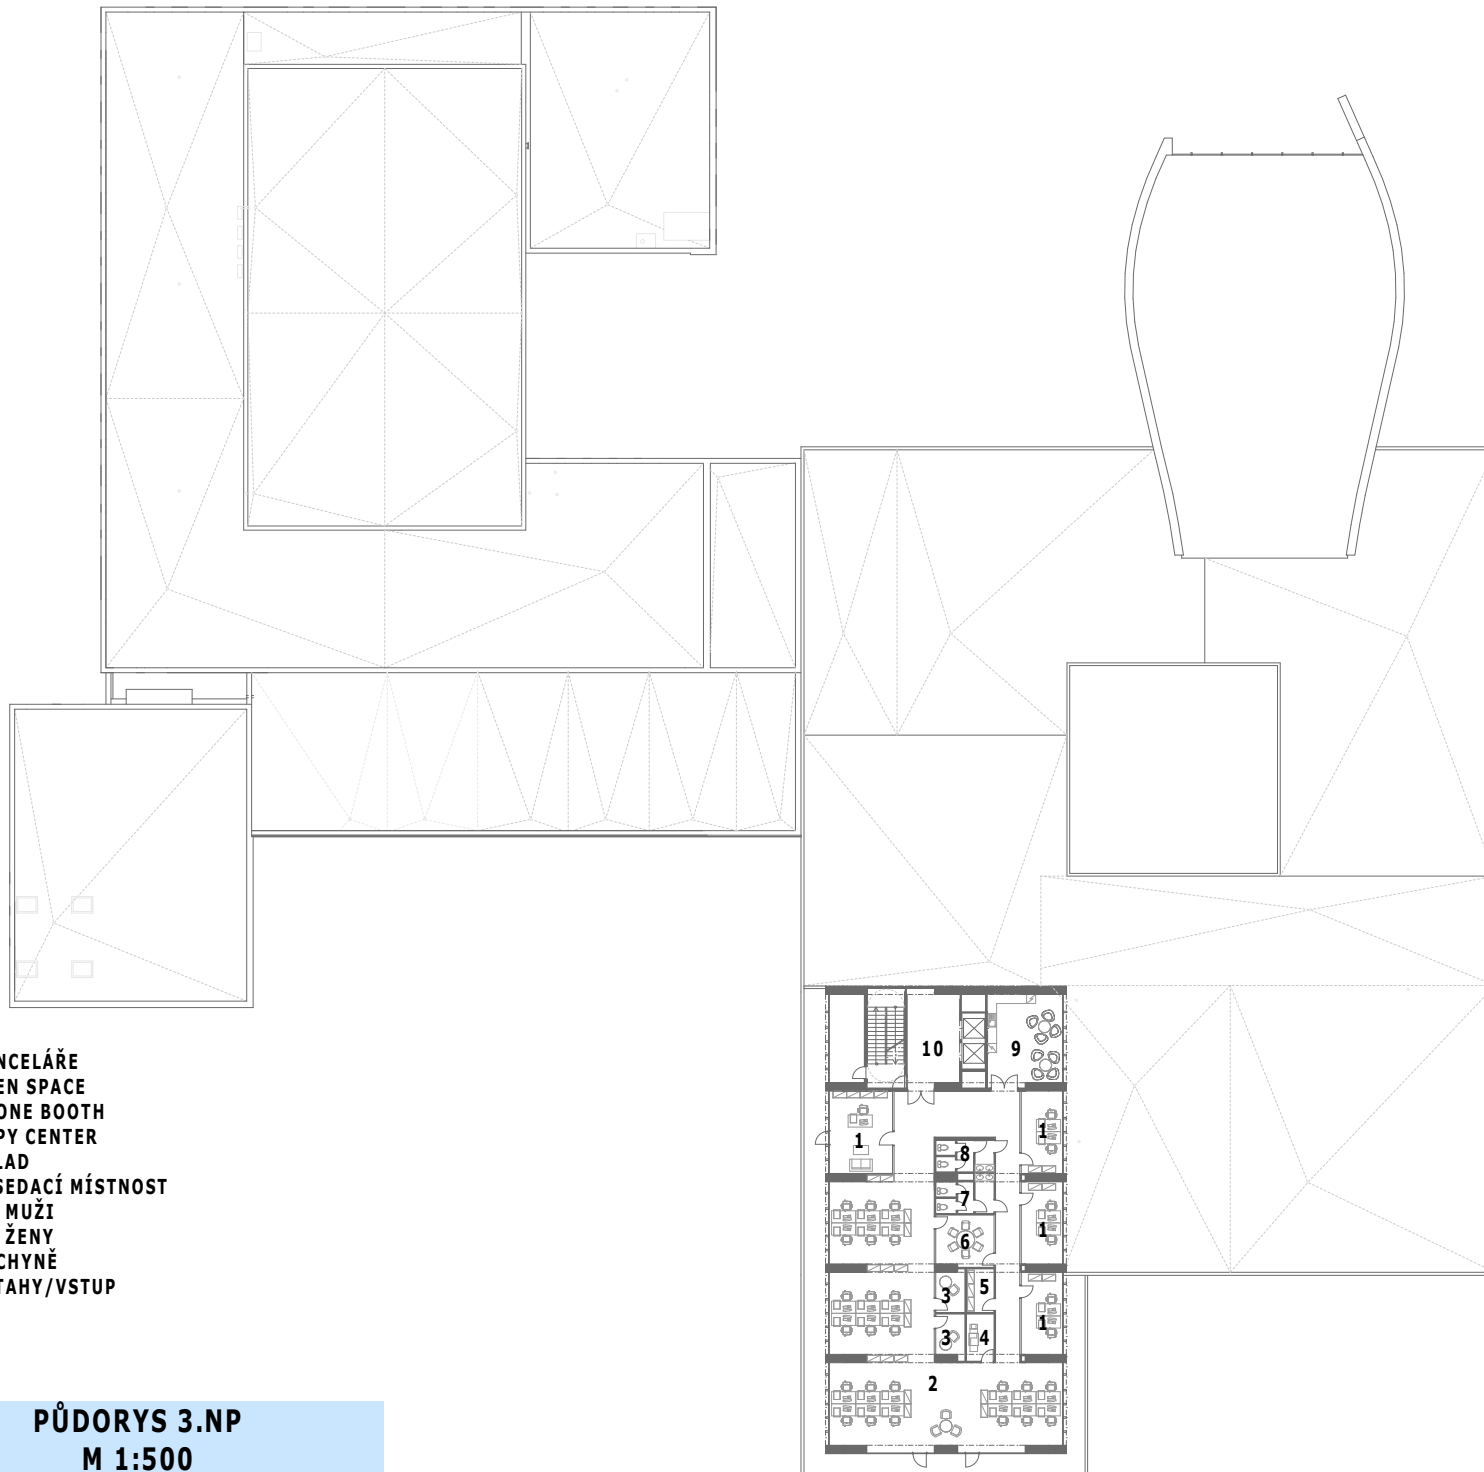 10
9
1
1
8
7
1
6
5
3
1
3
4
2
NCELÁŘE
EN SPACE
ONE BOOTH
PY CENTER
LAD
SEDACÍ MÍSTNOST
MUŽI
ŽENY
CHYNĚ
TAHY/VSTUP
PŮDORYS 3.NP
M 1:500